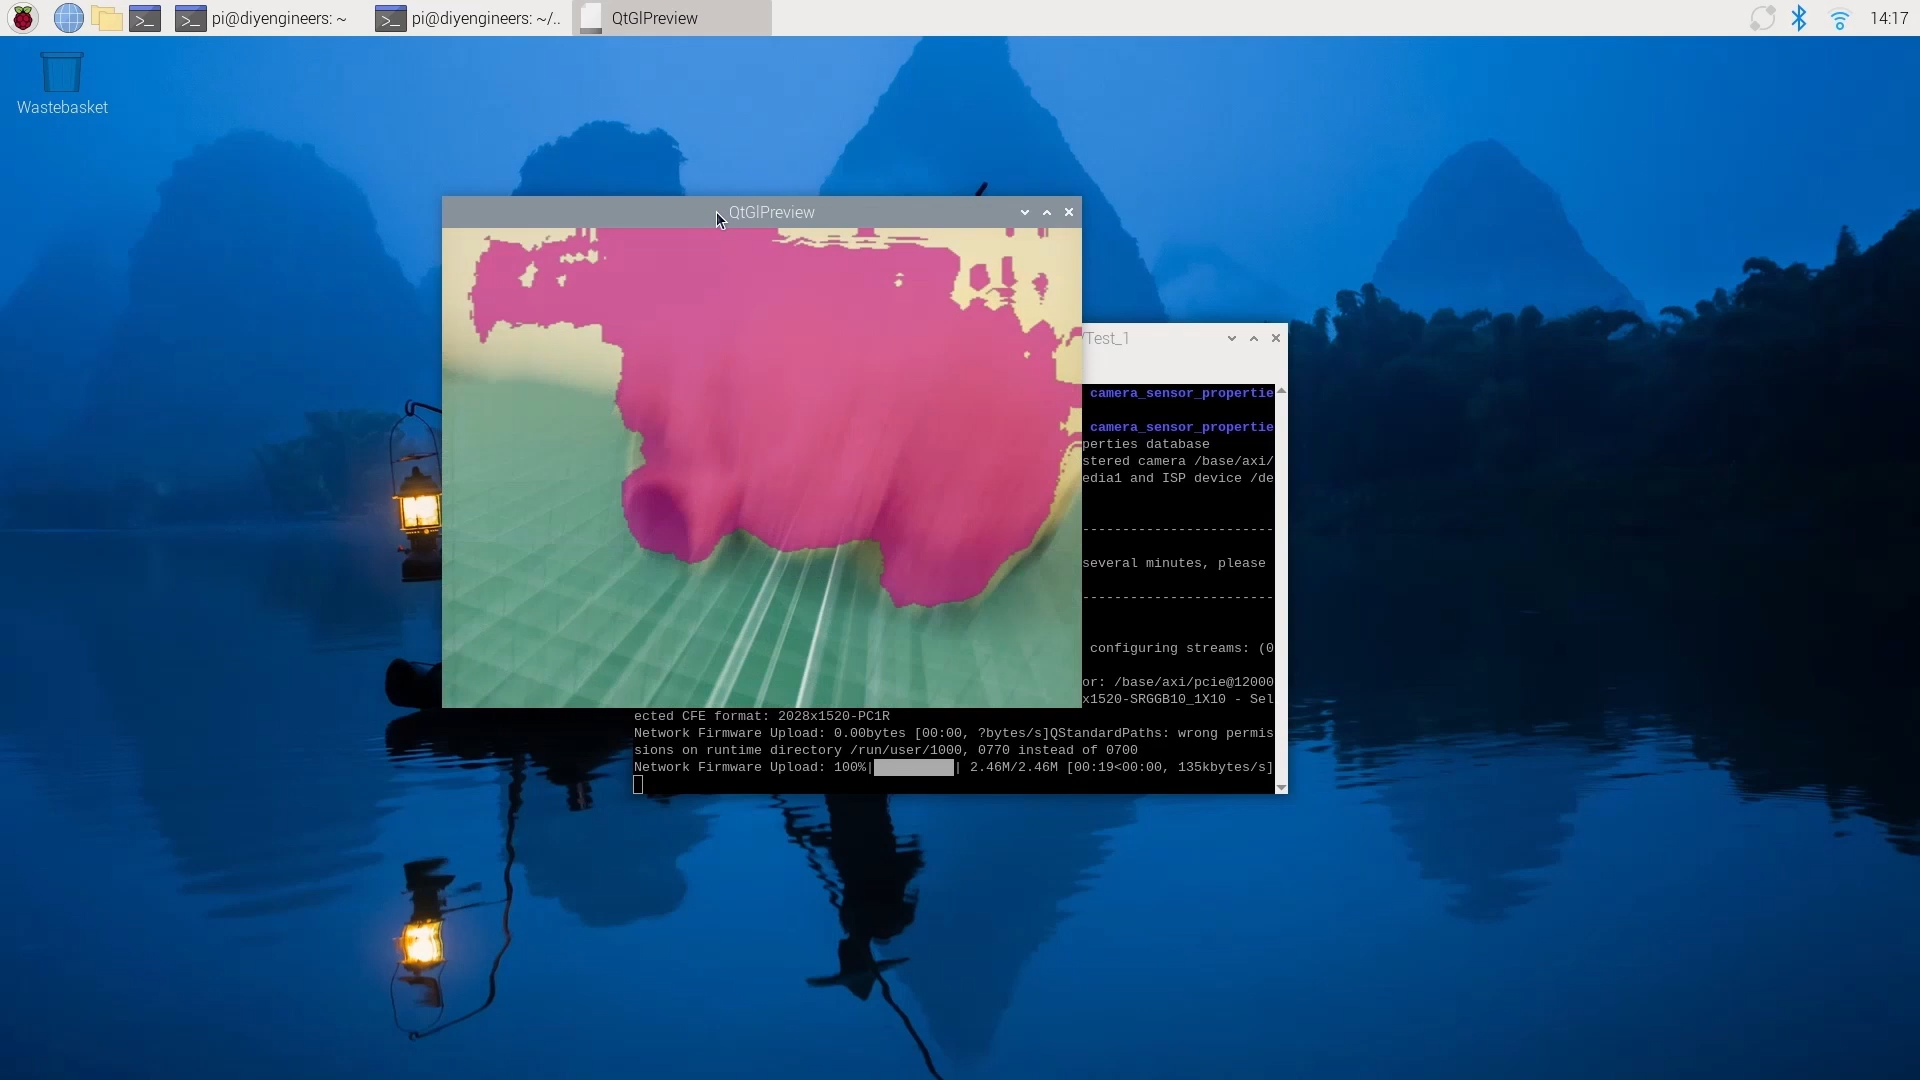 pi@diyengineers: ~
pi@diyengineers: ~/..
QtGlPreview
14:17
Wastebasket
QtGlPreview
/Test_1
camera_sensor_propertie
camera_sensor_propertie
perties database
stered camera /base/axi/
edia1 and ISP device /de
------------------------
several minutes, please
------------------------
configuring streams: (0
or: /base/axi/pcie@12000
x1520-SRGGB10_1X10 - Sel
ected CFE format: 2028x1520-PC1R
Network Firmware Upload: 0.00bytes [00:00, ?bytes/s]QStandardPaths: wrong permis
sions on runtime directory /run/user/1000, 0770 instead of 0700
Network Firmware Upload: 100%| | 2.46M/2.46M [00:19<00:00, 135kbytes/s]